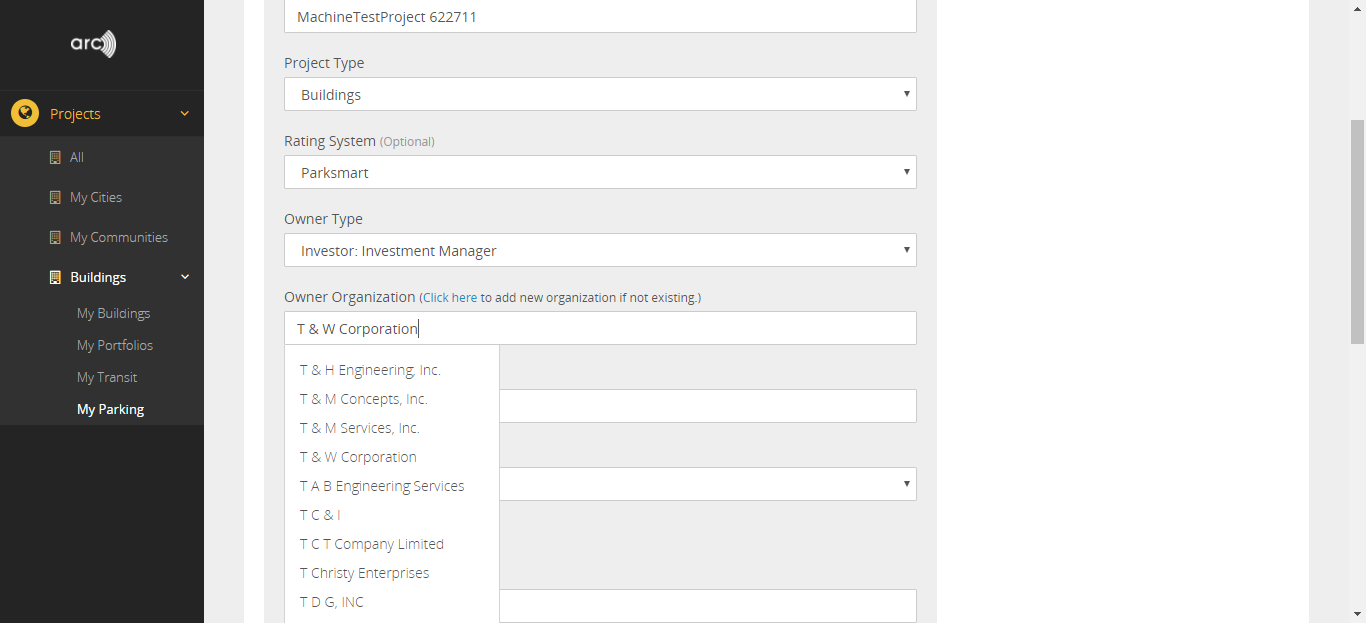 arc
Projects
All
My Cities
My Communities
Buildings
My Buildings
My Portfolios
My Transit
My Parking
MachineTestProject 622711
Project Type
Buildings
Rating System (Optional)
Parksmart
Owner Type
Investor: Investment Manager
Owner Organization (Click here to add new organization if not existing.)
T & W Corporation
T & H Engineering, Inc.
T & M Concepts, Inc.
T & M Services, Inc.
T & W Corporation
T A B Engineering Services
T C & I
T C T Company Limited
T Christy Enterprises
T D G, INC